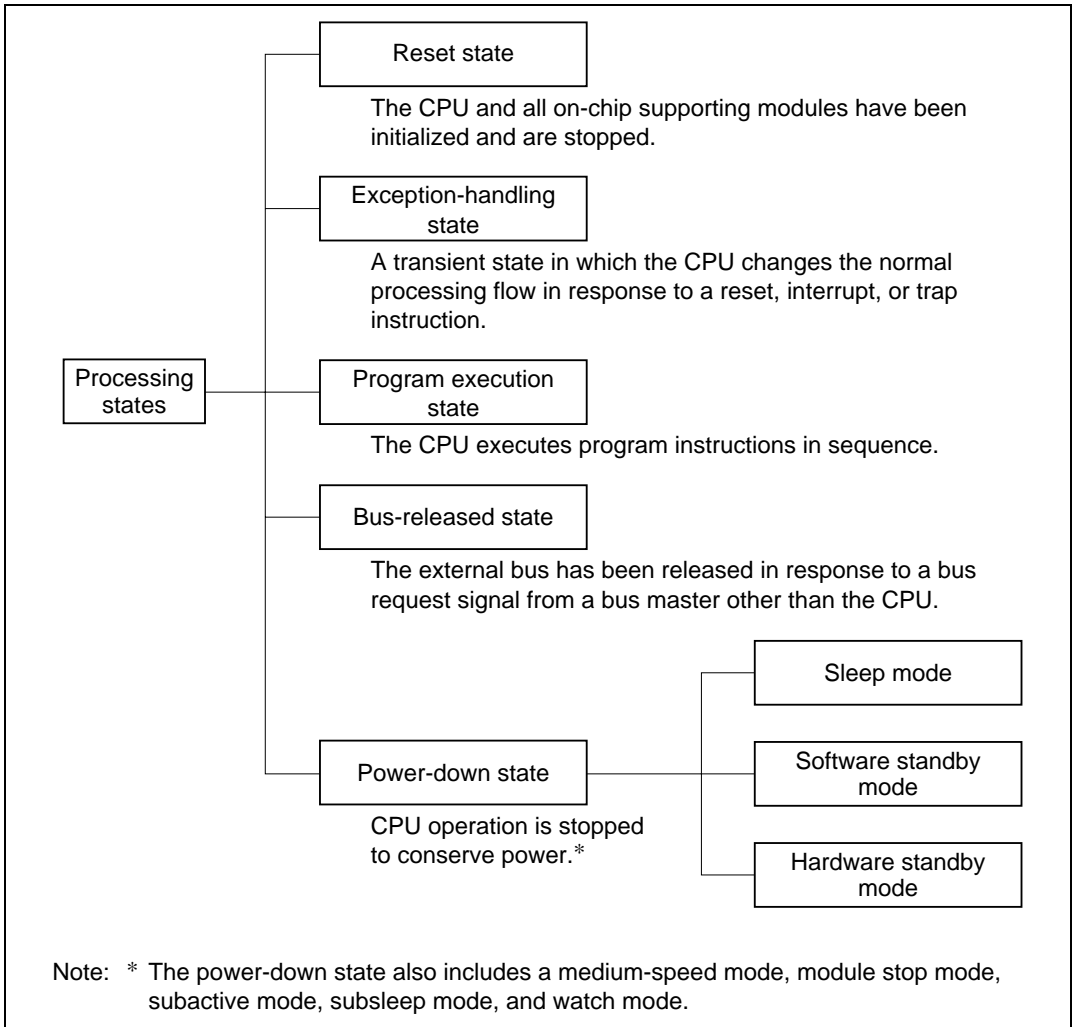 Reset state
The CPU and all on-chip supporting modules have been
initialized and are stopped.
Exception-handling
state
A transient state in which the CPU changes the normal
processing flow in response to a reset, interrupt, or trap
instruction.
Processing
states
Program execution
state
The CPU executes program instructions in sequence.
Bus-released state
The external bus has been released in response to a bus
request signal from a bus master other than the CPU.
Power-down state
CPU operation is stopped
to conserve power.*
Sleep mode
Software standby
mode
Hardware standby
mode
Note: * The power-down state also includes a medium-speed mode, module stop mode,
subactive mode, subsleep mode, and watch mode.